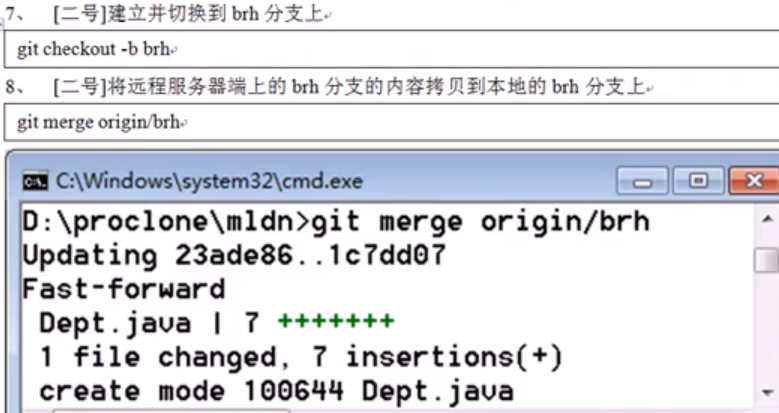 7、 [二号]建立并切换到 brh 分支上
git checkout -b brh
8、 [二号]将远程服务器端上的 brh 分支的内容拷贝到本地的 brh 分支上
git merge origin/brh
C:\Windows\system32\cmd.exe
D:\proclone\mldn>git merge origin/brh
Updating 23ade86..1c7dd07
Fast-forward
Dept.java | 7 +++++++
1 file changed, 7 insertions(+)
create mode 100644 Dept.java